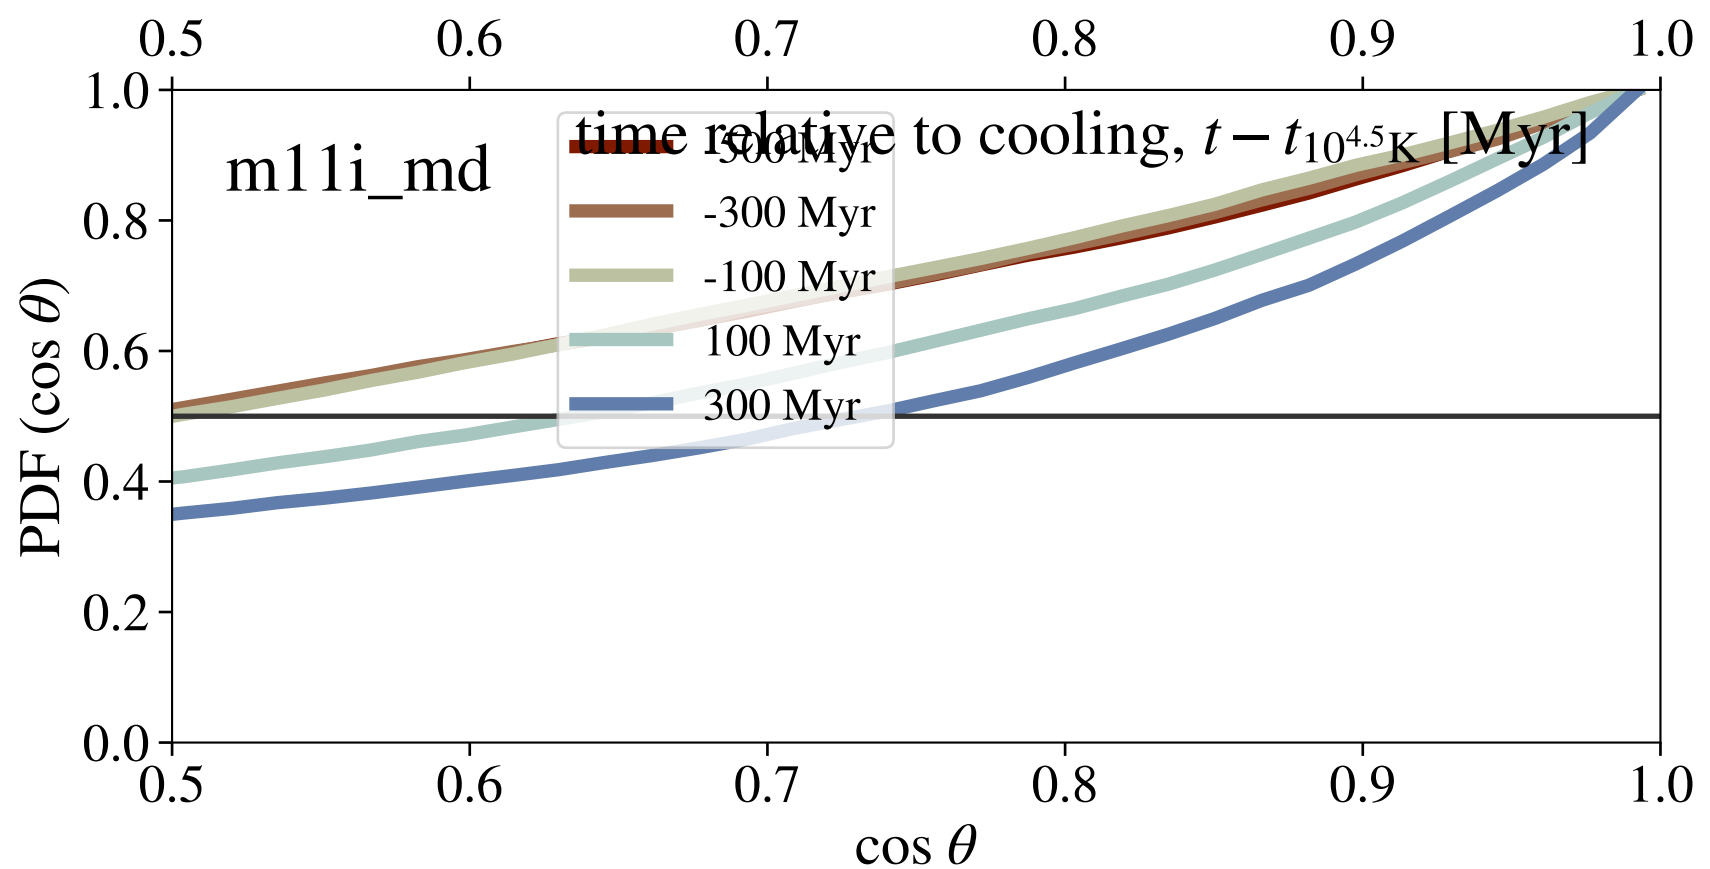 0.5 0.6 0.7 0.8 0.9 1.0
time relative to cooling, t − t10^4.5K [Myr]
m11i_md
-500 Myr
-300 Myr
-100 Myr
100 Myr
300 Myr
PDF (cos θ)
1.0
0.8
0.6
0.4
0.2
0.0
0.5 0.6 0.7 0.8 0.9 1.0
cos θ